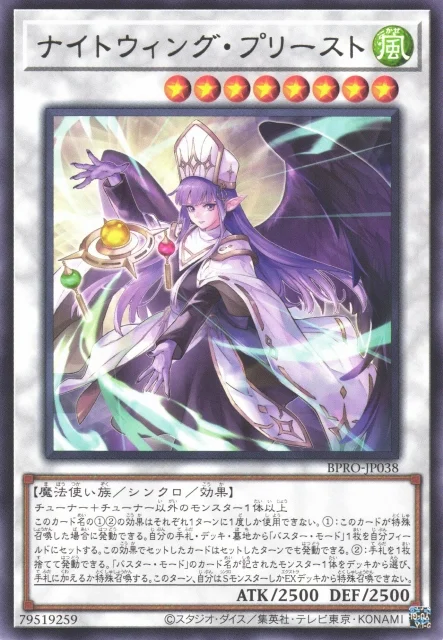 ナイトウィング・プリースト
風
BPRO-JP038
【魔法使い族／シンクロ／効果】
チューナー＋チューナー以外のモンスター1体以上
このカード名の①②の効果はそれぞれ1ターンに1度しか使用できない。①：このカードが特殊
召喚した場合に発動できる。自分の手札・デッキ・墓地から「バスター・モード」1枚を自分フィー
ルドにセットする。この効果でセットしたカードはセットしたターンでも発動できる。②：手札を1枚
捨てて発動できる。「バスター・モード」のカード名が記されたモンスター1体をデッキから選び、
手札に加えるか特殊召喚する。このターン、自分はSモンスターしかEXデッキから特殊召喚できない。
ATK/2500 DEF/2500
79519259
©スタジオ・ダイス／集英社・テレビ東京・KONAMI